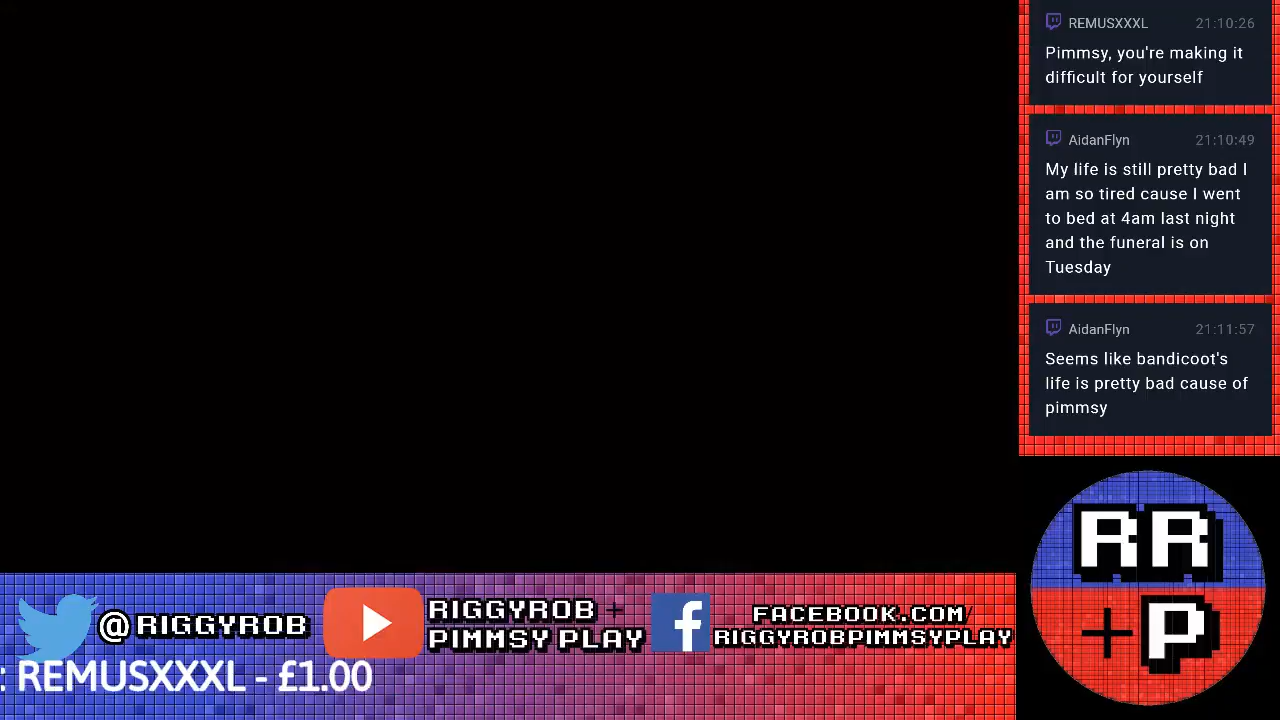 REMUSXXXL 21:10:26
Pimmsy, you're making it
difficult for yourself
AidanFlyn 21:10:49
My life is still pretty bad I
am so tired cause I went
to bed at 4am last night
and the funeral is on
Tuesday
AidanFlyn 21:11:57
Seems like bandicoot's
life is pretty bad cause of
pimmsy
RR
+P
@RIGGYROB
RIGGYROB +
PIMMSY PLAY
FACEBOOK.COM/
RIGGYROBPIMMSYPLAY
: REMUSXXXL - £1.00